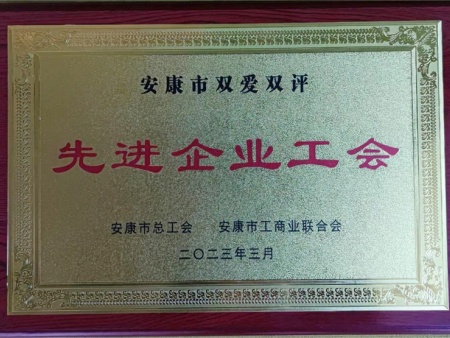 安康市双爱双评
先进企业工会
安康市总工会 安康市工商业联合会
二〇二三年三月